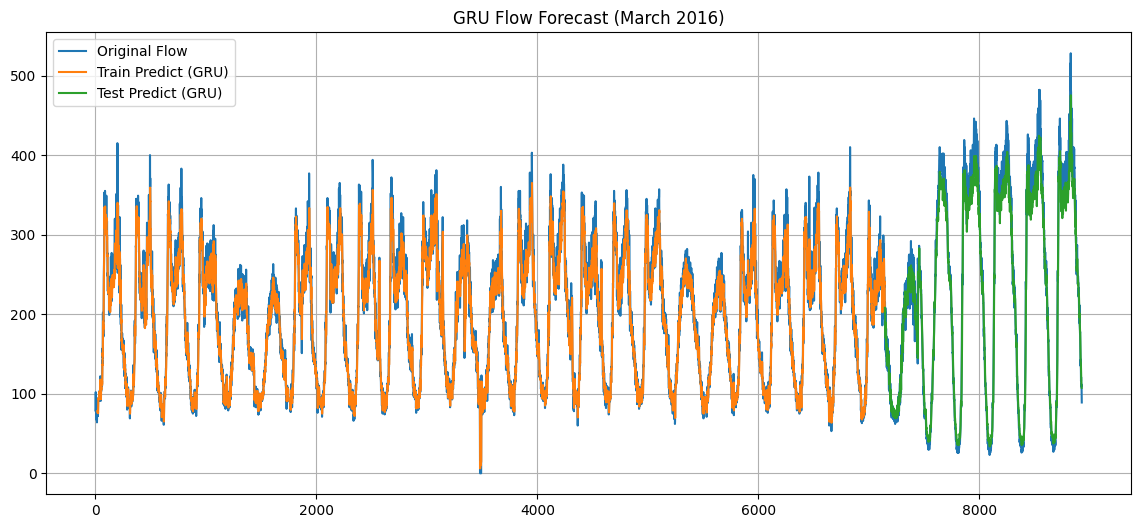 GRU Flow Forecast (March 2016)
Original Flow
Train Predict (GRU)
Test Predict (GRU)
500
400
300
200
100
0
0 2000 4000 6000 8000